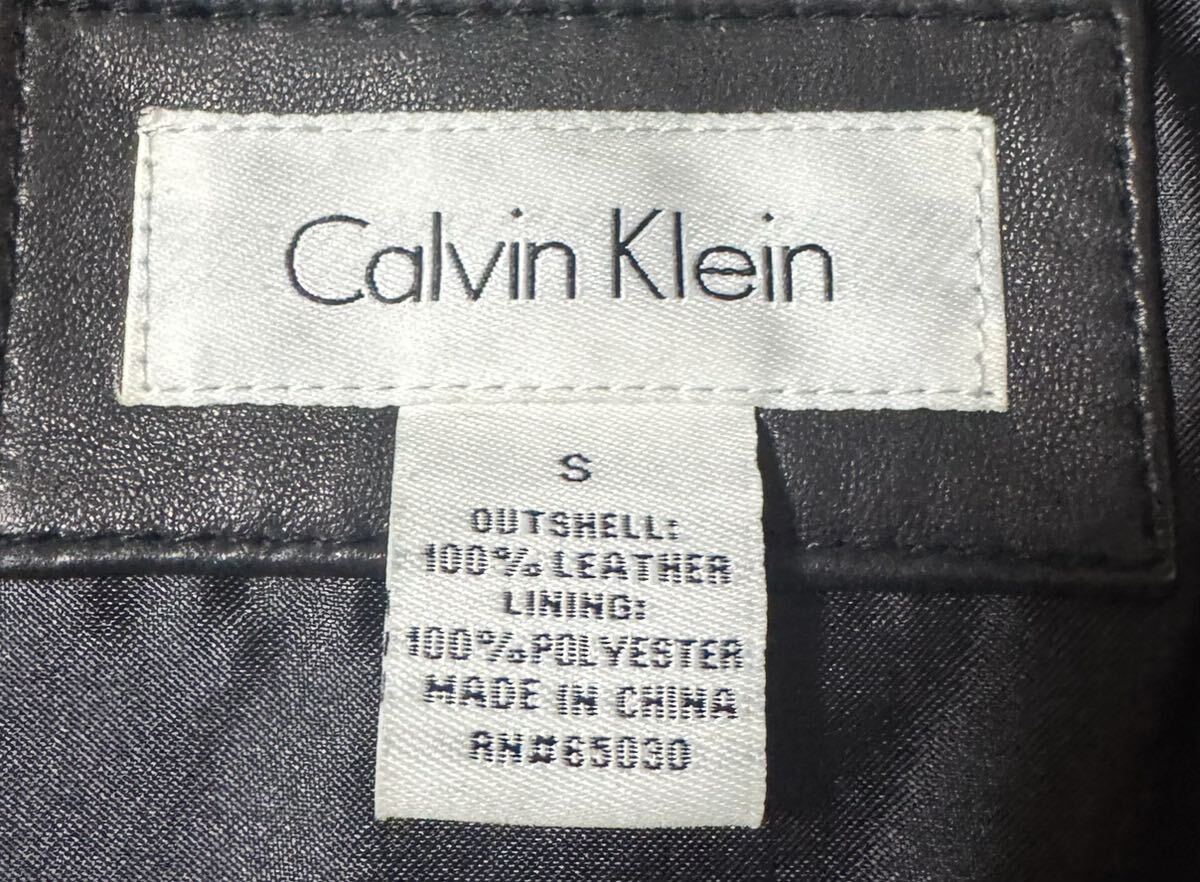 Calvin Klein
S
OUTSHELL:
100% LEATHER
LINING:
100% POLYESTER
MADE IN CHINA
RN#65030